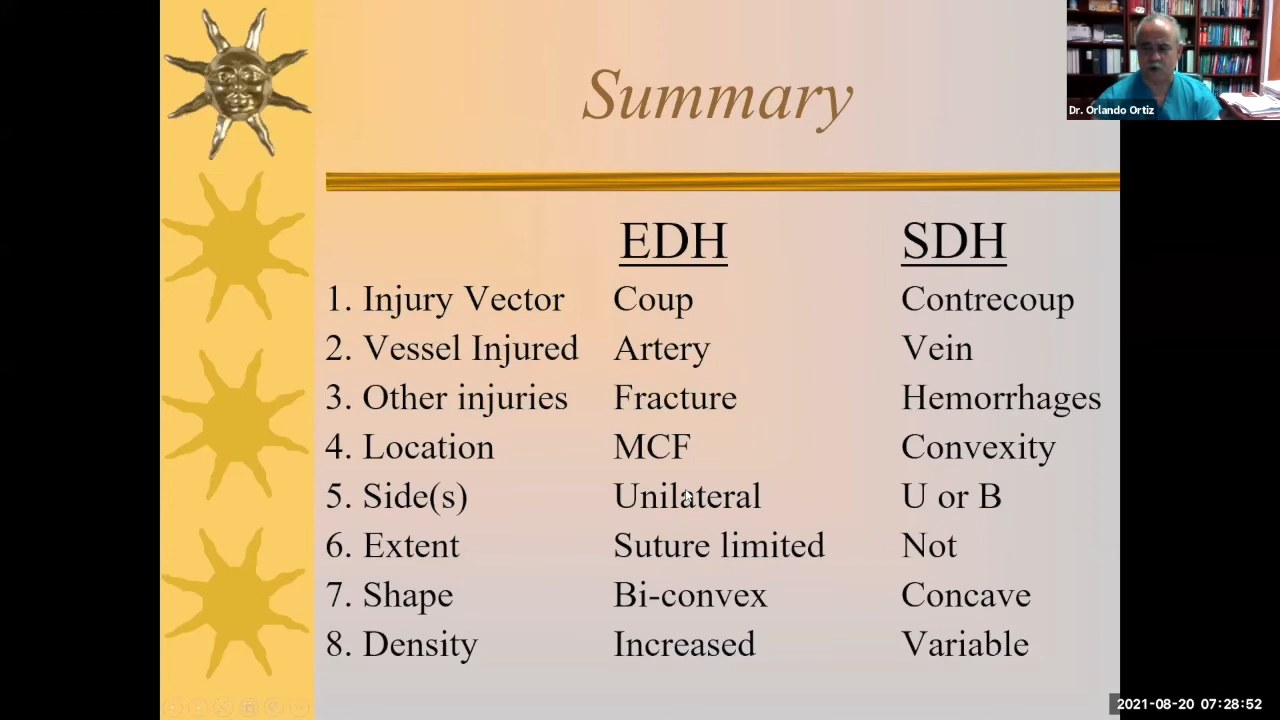 Summary
Dr. Orlando Ortiz
EDH SDH
1. Injury Vector Coup Contrecoup
2. Vessel Injured Artery Vein
3. Other injuries Fracture Hemorrhages
4. Location MCF Convexity
5. Side(s) Unilateral U or B
6. Extent Suture limited Not
7. Shape Bi-convex Concave
8. Density Increased Variable
2021-08-20 07:28:52